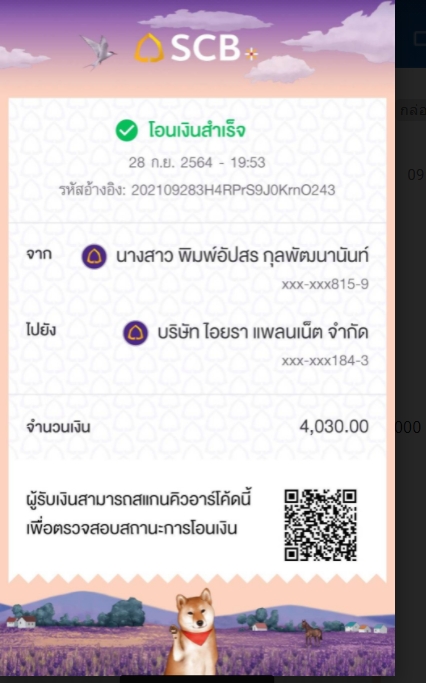 SCB+
โอนเงินสำเร็จ
28 ก.ย. 2564 - 19:53
รหัสอ้างอิง: 202109283H4RPrS9J0KrnO243
จาก นางสาว พิมพ์อัปสร กุลพัฒนานันท์
xxx-xxx815-9
ไปยัง บริษัท ไอยรา แพลนเน็ต จำกัด
xxx-xxx184-3
จำนวนเงิน 4,030.00
ผู้รับเงินสามารถสแกนคิวอาร์โค้ดนี้
เพื่อตรวจสอบสถานะการโอนเงิน
09
000